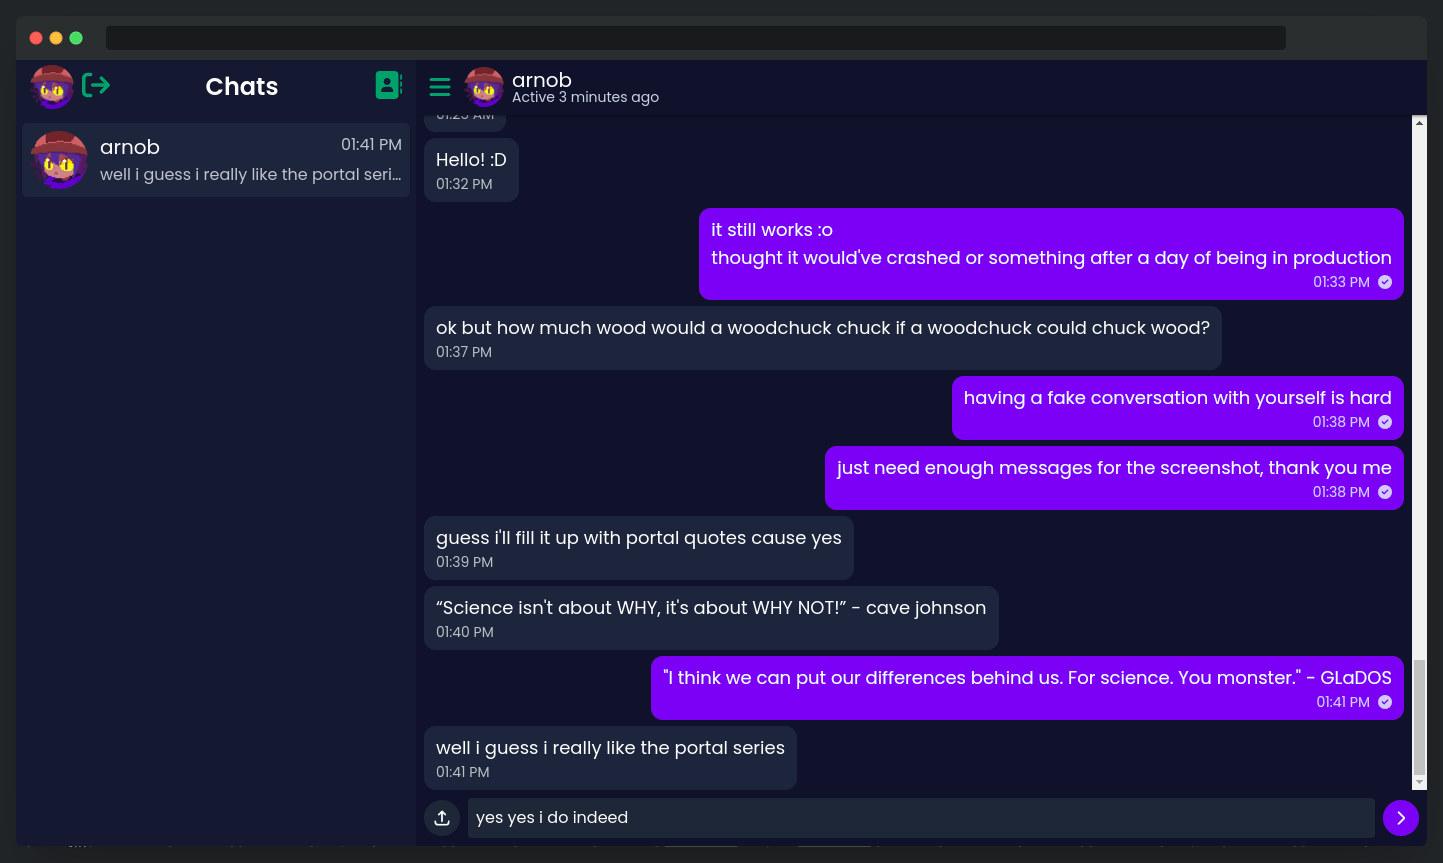 Chats
arnob
01:41 PM
well i guess i really like the portal seri...
arnob
Active 3 minutes ago
Hello! :D
01:32 PM
it still works :o
thought it would've crashed or something after a day of being in production
01:33 PM
ok but how much wood would a woodchuck chuck if a woodchuck could chuck wood?
01:37 PM
having a fake conversation with yourself is hard
01:38 PM
just need enough messages for the screenshot, thank you me
01:38 PM
guess i'll fill it up with portal quotes cause yes
01:39 PM
“Science isn't about WHY, it's about WHY NOT!” - cave johnson
01:40 PM
"I think we can put our differences behind us. For science. You monster." - GLaDOS
01:41 PM
well i guess i really like the portal series
01:41 PM
yes yes i do indeed